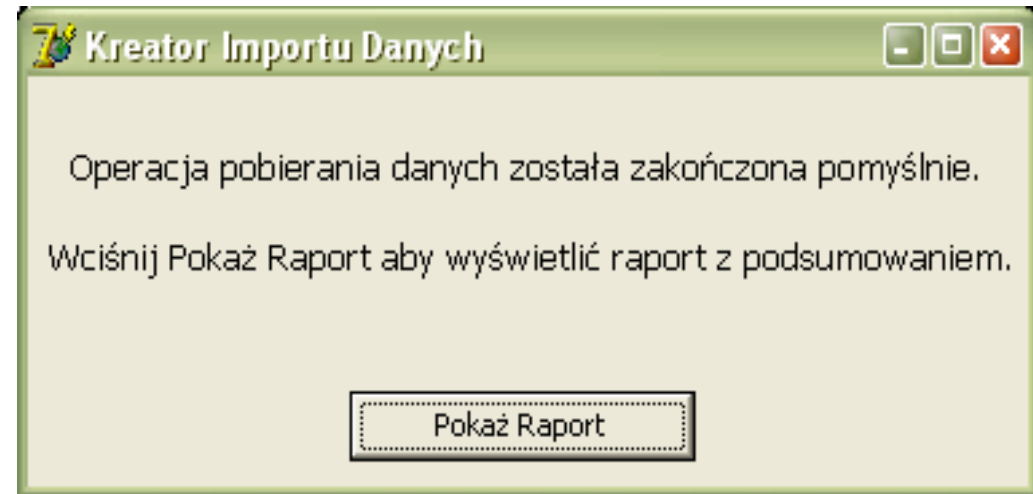 Kreator Importu Danych
Operacja pobierania danych została zakończona pomyślnie.
Wciśnij Pokaż Raport aby wyświetlić raport z podsumowaniem.
Pokaż Raport